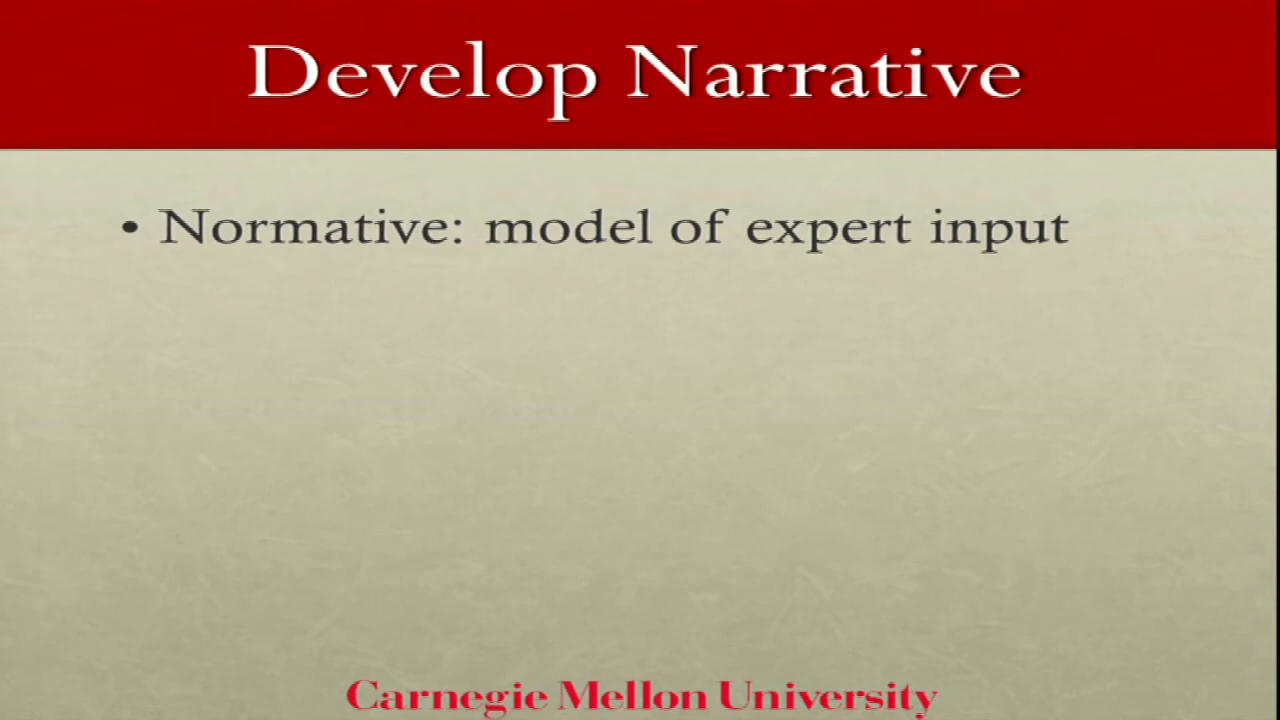 Develop Narrative
• Normative: model of expert input
Carnegie Mellon University